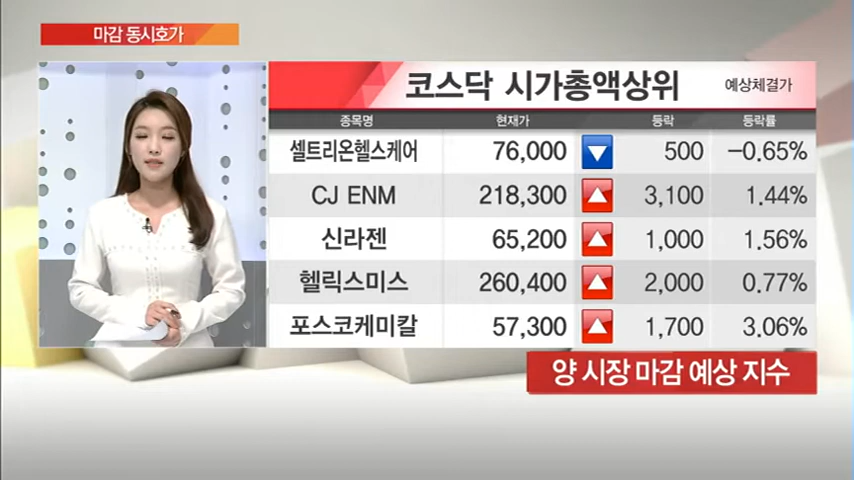 마감 동시호가
코스닥 시가총액상위 예상체결가
종목명 현재가 등락 등락률
셀트리온헬스케어 76,000 ▼ 500 -0.65%
CJ ENM 218,300 ▲ 3,100 1.44%
신라젠 65,200 ▲ 1,000 1.56%
헬릭스미스 260,400 ▲ 2,000 0.77%
포스코케미칼 57,300 ▲ 1,700 3.06%
양 시장 마감 예상 지수